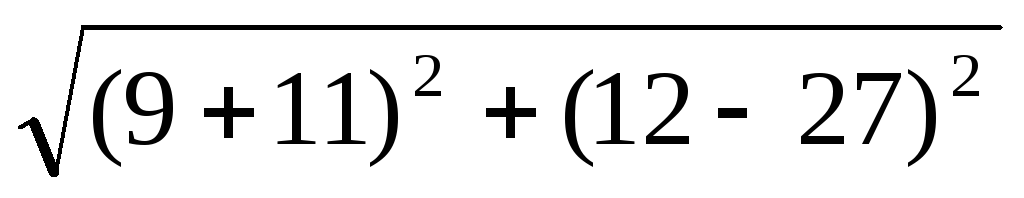 √(9 + 11)² + (12 - 27)²